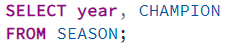 SELECT year, CHAMPION
FROM SEASON;